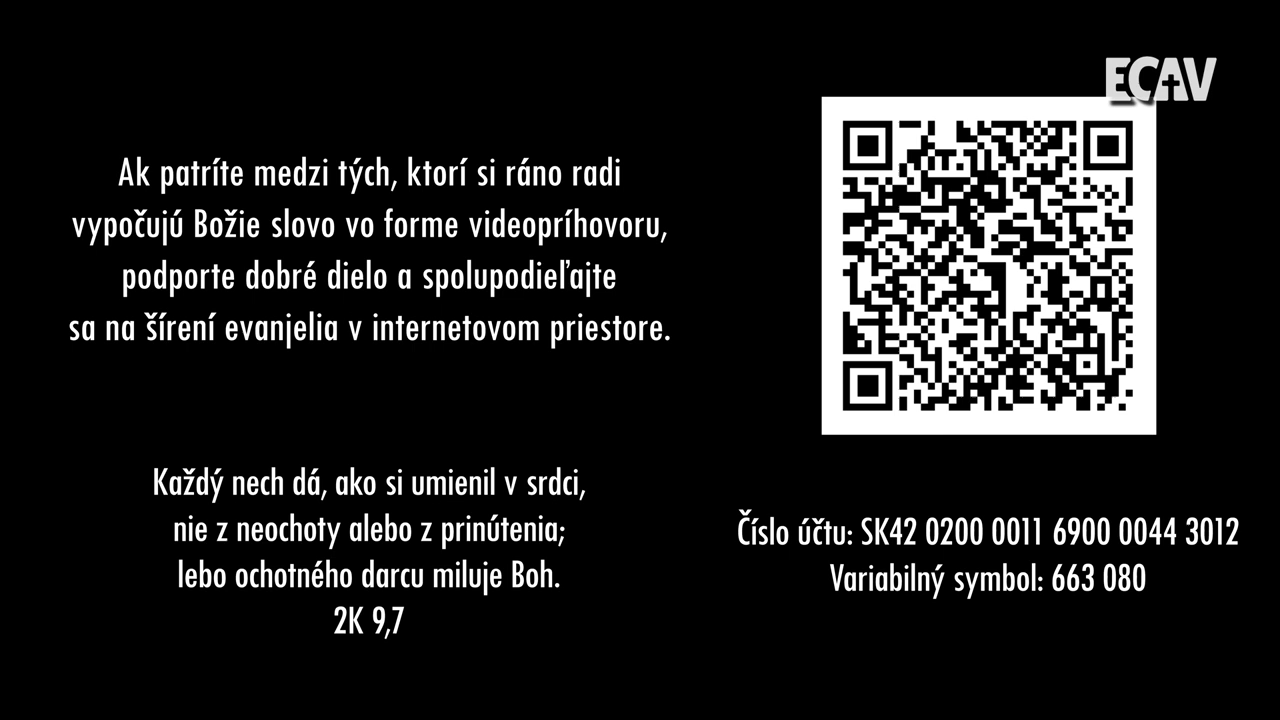 ECAV
Ak patríte medzi tých, ktorí si ráno radi
vypočujú Božie slovo vo forme videopríhovoru,
podporte dobré dielo a spolupodieľajte
sa na šírení evanjelia v internetovom priestore.
Každý nech dá, ako si umienil v srdci,
nie z neochoty alebo z prinútenia;
lebo ochotného darcu miluje Boh.
2K 9,7
Číslo účtu: SK42 0200 0011 6900 0044 3012
Variabilný symbol: 663 080